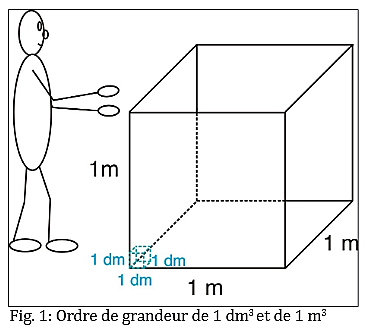 1m
1 dm
1 dm
1 dm
1 m
1 m
Fig. 1: Ordre de grandeur de 1 dm³ et de 1 m³